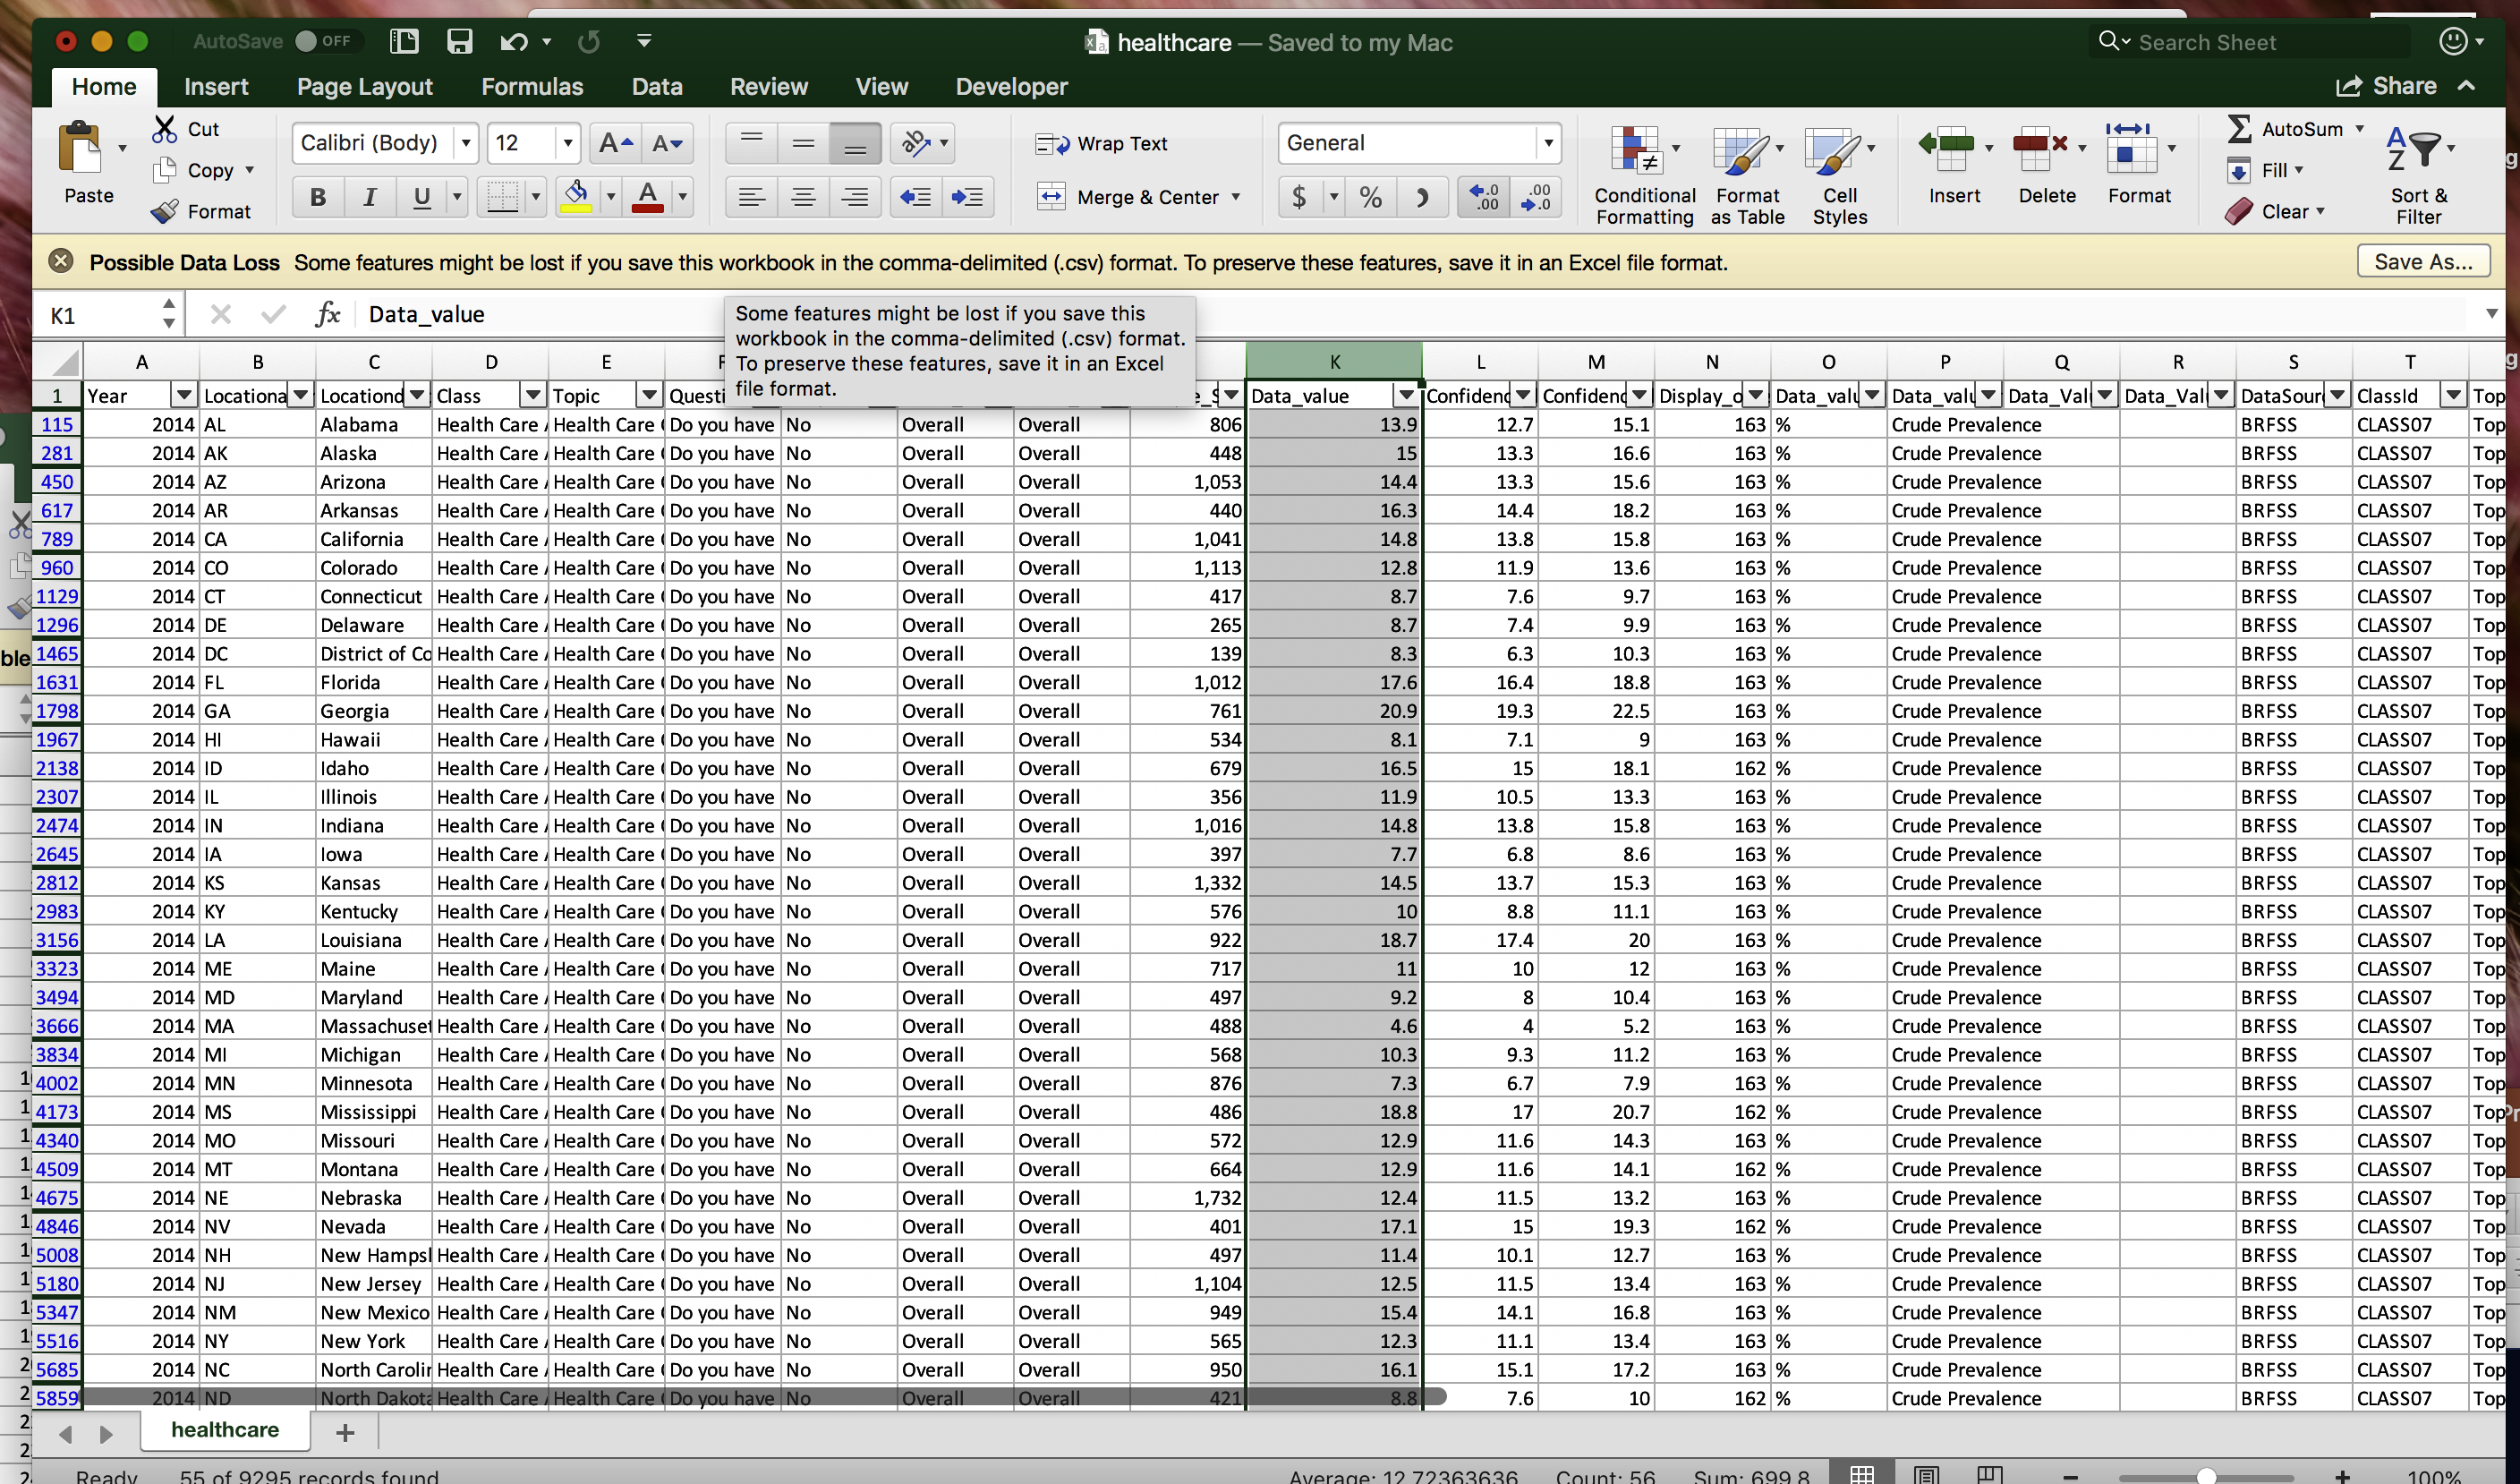 AutoSave OFF healthcare — Saved to my Mac Search Sheet
Home Insert Page Layout Formulas Data Review View Developer Share
Paste Cut Copy Format
Calibri (Body) 12 A A
B I U A
Wrap Text
Merge & Center
General
$ %
Conditional Formatting Format as Table Cell Styles Insert Delete Format
AutoSum Fill Clear Sort & Filter
Possible Data Loss Some features might be lost if you save this workbook in the comma-delimited (.csv) format. To preserve these features, save it in an Excel file format. Save As...
K1 fx Data_value
Some features might be lost if you save this
workbook in the comma-delimited (.csv) format.
To preserve these features, save it in an Excel
file format.
A B C D E K L M N O P Q R S T
1 Year Locationa Locationd Class Topic Questi Data_value Confidenc Confidenc Display_o Data_valu Data_valu Data_Val Data_Val DataSour ClassId Top
115 2014 AL Alabama Health Care Health Care Do you have No Overall Overall 806 13.9 12.7 15.1 163 % Crude Prevalence BRFSS CLASS07 Top
281 2014 AK Alaska Health Care Health Care Do you have No Overall Overall 448 15 13.3 16.6 163 % Crude Prevalence BRFSS CLASS07 Top
450 2014 AZ Arizona Health Care Health Care Do you have No Overall Overall 1,053 14.4 13.3 15.6 163 % Crude Prevalence BRFSS CLASS07 Top
617 2014 AR Arkansas Health Care Health Care Do you have No Overall Overall 440 16.3 14.4 18.2 163 % Crude Prevalence BRFSS CLASS07 Top
789 2014 CA California Health Care Health Care Do you have No Overall Overall 1,041 14.8 13.8 15.8 163 % Crude Prevalence BRFSS CLASS07 Top
960 2014 CO Colorado Health Care Health Care Do you have No Overall Overall 1,113 12.8 11.9 13.6 163 % Crude Prevalence BRFSS CLASS07 Top
1129 2014 CT Connecticut Health Care Health Care Do you have No Overall Overall 417 8.7 7.6 9.7 163 % Crude Prevalence BRFSS CLASS07 Top
1296 2014 DE Delaware Health Care Health Care Do you have No Overall Overall 265 8.7 7.4 9.9 163 % Crude Prevalence BRFSS CLASS07 Top
1465 2014 DC District of Co Health Care Health Care Do you have No Overall Overall 139 8.3 6.3 10.3 163 % Crude Prevalence BRFSS CLASS07 Top
1631 2014 FL Florida Health Care Health Care Do you have No Overall Overall 1,012 17.6 16.4 18.8 163 % Crude Prevalence BRFSS CLASS07 Top
1798 2014 GA Georgia Health Care Health Care Do you have No Overall Overall 761 20.9 19.3 22.5 163 % Crude Prevalence BRFSS CLASS07 Top
1967 2014 HI Hawaii Health Care Health Care Do you have No Overall Overall 534 8.1 7.1 9 163 % Crude Prevalence BRFSS CLASS07 Top
2138 2014 ID Idaho Health Care Health Care Do you have No Overall Overall 679 16.5 15 18.1 162 % Crude Prevalence BRFSS CLASS07 Top
2307 2014 IL Illinois Health Care Health Care Do you have No Overall Overall 356 11.9 10.5 13.3 163 % Crude Prevalence BRFSS CLASS07 Top
2474 2014 IN Indiana Health Care Health Care Do you have No Overall Overall 1,016 14.8 13.8 15.8 163 % Crude Prevalence BRFSS CLASS07 Top
2645 2014 IA Iowa Health Care Health Care Do you have No Overall Overall 397 7.7 6.8 8.6 163 % Crude Prevalence BRFSS CLASS07 Top
2812 2014 KS Kansas Health Care Health Care Do you have No Overall Overall 1,332 14.5 13.7 15.3 163 % Crude Prevalence BRFSS CLASS07 Top
2983 2014 KY Kentucky Health Care Health Care Do you have No Overall Overall 576 10 8.8 11.1 163 % Crude Prevalence BRFSS CLASS07 Top
3156 2014 LA Louisiana Health Care Health Care Do you have No Overall Overall 922 18.7 17.4 20 163 % Crude Prevalence BRFSS CLASS07 Top
3323 2014 ME Maine Health Care Health Care Do you have No Overall Overall 717 11 10 12 163 % Crude Prevalence BRFSS CLASS07 Top
3494 2014 MD Maryland Health Care Health Care Do you have No Overall Overall 497 9.2 8 10.4 163 % Crude Prevalence BRFSS CLASS07 Top
3666 2014 MA Massachuset Health Care Health Care Do you have No Overall Overall 488 4.6 4 5.2 163 % Crude Prevalence BRFSS CLASS07 Top
3834 2014 MI Michigan Health Care Health Care Do you have No Overall Overall 568 10.3 9.3 11.2 163 % Crude Prevalence BRFSS CLASS07 Top
4002 2014 MN Minnesota Health Care Health Care Do you have No Overall Overall 876 7.3 6.7 7.9 163 % Crude Prevalence BRFSS CLASS07 Top
4173 2014 MS Mississippi Health Care Health Care Do you have No Overall Overall 486 18.8 17 20.7 162 % Crude Prevalence BRFSS CLASS07 Top
4340 2014 MO Missouri Health Care Health Care Do you have No Overall Overall 572 12.9 11.6 14.3 163 % Crude Prevalence BRFSS CLASS07 Top
4509 2014 MT Montana Health Care Health Care Do you have No Overall Overall 664 12.9 11.6 14.1 162 % Crude Prevalence BRFSS CLASS07 Top
4675 2014 NE Nebraska Health Care Health Care Do you have No Overall Overall 1,732 12.4 11.5 13.2 163 % Crude Prevalence BRFSS CLASS07 Top
4846 2014 NV Nevada Health Care Health Care Do you have No Overall Overall 401 17.1 15 19.3 162 % Crude Prevalence BRFSS CLASS07 Top
5008 2014 NH New Hampsl Health Care Health Care Do you have No Overall Overall 497 11.4 10.1 12.7 163 % Crude Prevalence BRFSS CLASS07 Top
5180 2014 NJ New Jersey Health Care Health Care Do you have No Overall Overall 1,104 12.5 11.5 13.4 163 % Crude Prevalence BRFSS CLASS07 Top
5347 2014 NM New Mexico Health Care Health Care Do you have No Overall Overall 949 15.4 14.1 16.8 163 % Crude Prevalence BRFSS CLASS07 Top
5516 2014 NY New York Health Care Health Care Do you have No Overall Overall 565 12.3 11.1 13.4 163 % Crude Prevalence BRFSS CLASS07 Top
5685 2014 NC North Carolin Health Care Health Care Do you have No Overall Overall 950 16.1 15.1 17.2 163 % Crude Prevalence BRFSS CLASS07 Top
5859 2014 ND North Dakota Health Care Health Care Do you have No Overall Overall 421 8.8 7.6 10 162 % Crude Prevalence BRFSS CLASS07 Top
healthcare
Ready 55 of 9295 records found Average: 12.72363636 Count: 56 Sum: 699.8 100%